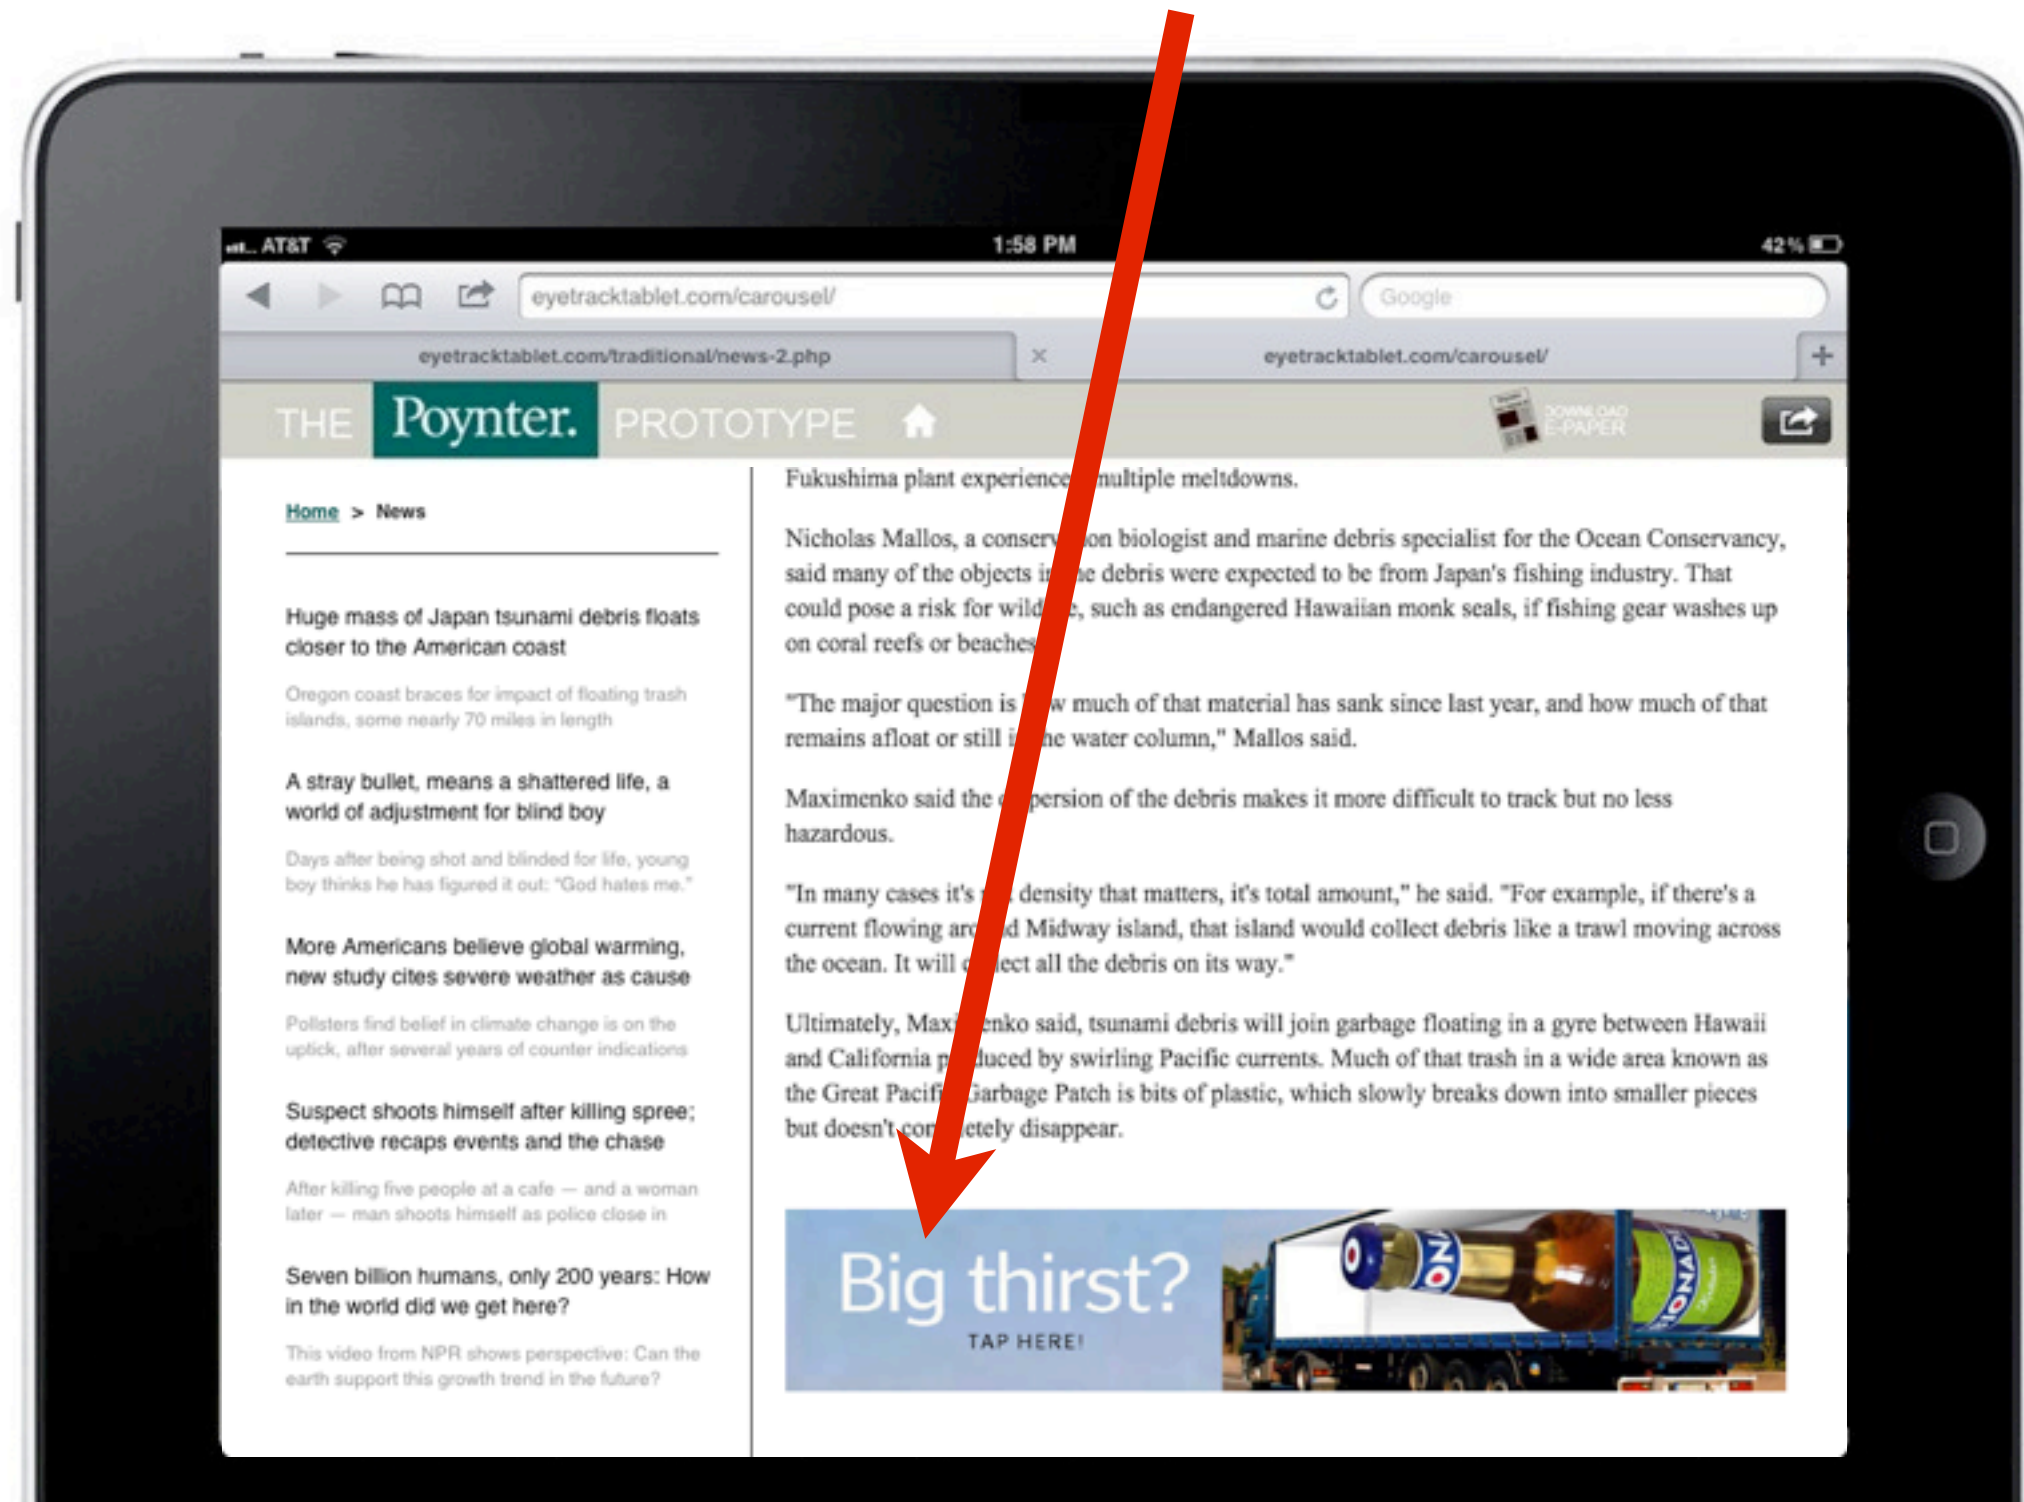 AT&T
1:58 PM
42%
eyetracktablet.com/carousel/
Google
eyetracktablet.com/traditional/news-2.php
eyetracktablet.com/carousel/
THE Poynter. PROTOTYPE
DOWNLOAD
E-PAPER
Home > News
Huge mass of Japan tsunami debris floats
closer to the American coast
Oregon coast braces for impact of floating trash
islands, some nearly 70 miles in length
A stray bullet, means a shattered life, a
world of adjustment for blind boy
Days after being shot and blinded for life, young
boy thinks he has figured it out: “God hates me.”
More Americans believe global warming,
new study cites severe weather as cause
Pollsters find belief in climate change is on the
uptick, after several years of counter indications
Suspect shoots himself after killing spree;
detective recaps events and the chase
After killing five people at a cafe — and a woman
later — man shoots himself as police close in
Seven billion humans, only 200 years: How
in the world did we get here?
This video from NPR shows perspective: Can the
earth support this growth trend in the future?
Fukushima plant multiple meltdowns.
Nicholas Mallos, a biologist and marine debris specialist for the Ocean Conservancy,
said many of the objects debris were expected to be from Japan's fishing industry. That
could pose a risk for such as endangered Hawaiian monk seals, if fishing gear washes up
on coral reefs or beaches
"The major question is much of that material has sank since last year, and how much of that
remains afloat or still water column," Mallos said.
Maximenko said the of the debris makes it more difficult to track but no less
hazardous.
"In many cases it's density that matters, it's total amount," he said. "For example, if there's a
current flowing Midway island, that island would collect debris like a trawl moving across
the ocean. It will all the debris on its way."
Ultimately, said, tsunami debris will join garbage floating in a gyre between Hawaii
and California by swirling Pacific currents. Much of that trash in a wide area known as
the Great Patch is bits of plastic, which slowly breaks down into smaller pieces
but doesn't disappear.
Big thirst?
TAP HERE!